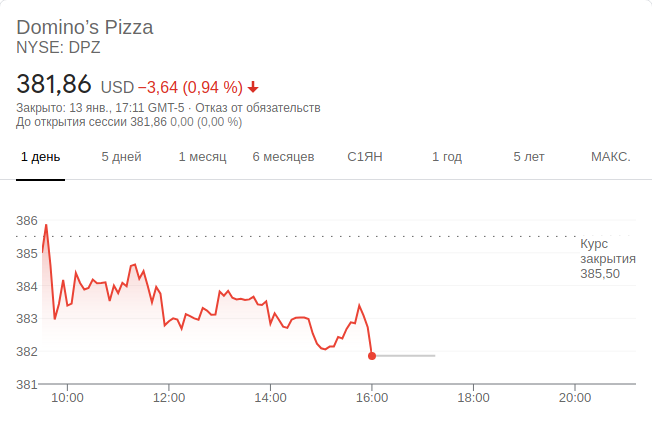 Domino’s Pizza
NYSE: DPZ
381,86 USD −3,64 (0,94 %)
Закрыто: 13 янв., 17:11 GMT-5 · Отказ от обязательств
До открытия сессии 381,86 0,00 (0,00 %)
1 день 5 дней 1 месяц 6 месяцев С1ЯН 1 год 5 лет МАКС.
386
385
384
383
382
381
Курс
закрытия
385,50
10:00 12:00 14:00 16:00 18:00 20:00